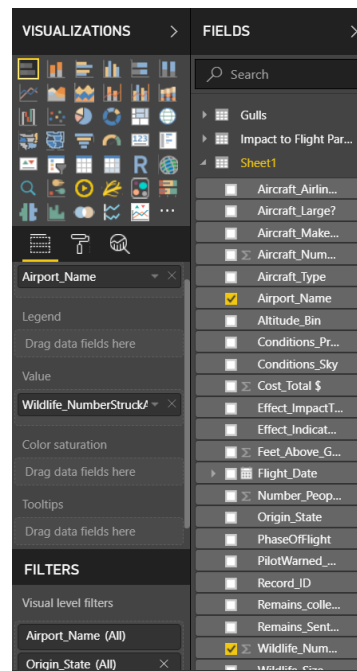 VISUALIZATIONS
Airport_Name
Legend
Drag data fields here
Value
Wildlife_NumberStruckA
Color saturation
Drag data fields here
Tooltips
Drag data fields here
FILTERS
Visual level filters
Airport_Name (All)
Origin_State (All)
FIELDS
Search
Gulls
Impact to Flight Par...
Sheet1
Aircraft_Airlin...
Aircraft_Large?
Aircraft_Make...
Σ Aircraft_Num...
Aircraft_Type
Airport_Name
Altitude_Bin
Conditions_Pr...
Conditions_Sky
Σ Cost_Total $
Effect_ImpactT...
Effect_Indicat...
Σ Feet_Above_G...
Flight_Date
Σ Number_Peop...
Origin_State
PhaseOfFlight
PilotWarned_...
Record_ID
Remains_colle...
Remains_Sent...
Σ Wildlife_Num...
Wildlife_Size